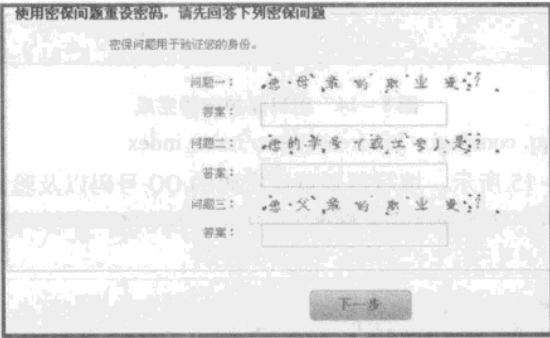 使用密保问题重设密码，请先回答下列密保问题
密保问题用于验证您的身份。
问题一： 您母亲的职业是？
答案：
问题二： 您的学号（或工号）是？
答案：
问题三： 您父亲的职业是？
答案：
下一步